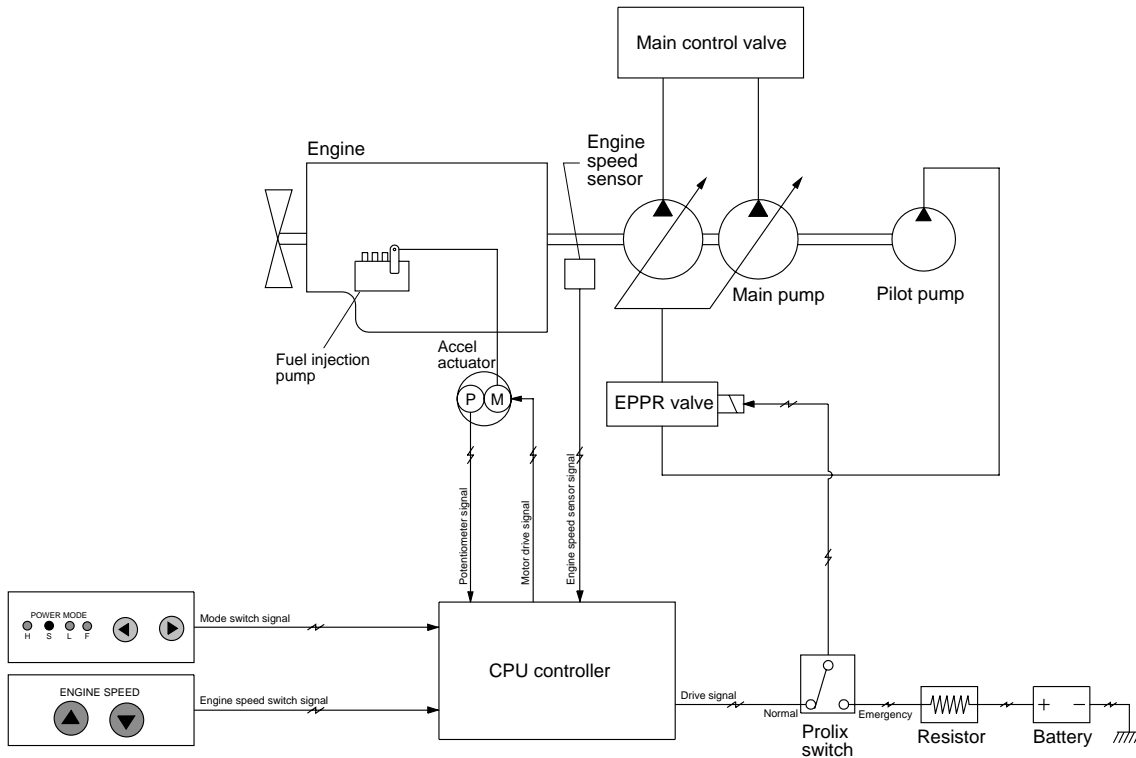 Main control valve
Engine
Engine
speed
sensor
Main pump
Pilot pump
Fuel injection
pump
Accel
actuator
P
M
EPPR valve
Potentiometer signal
Motor drive signal
Engine speed sensor signal
POWER MODE
H S L F
Mode switch signal
CPU controller
ENGINE SPEED
Engine speed switch signal
Drive signal
Normal
Emergency
Prolix
switch
Resistor
+ -
Battery